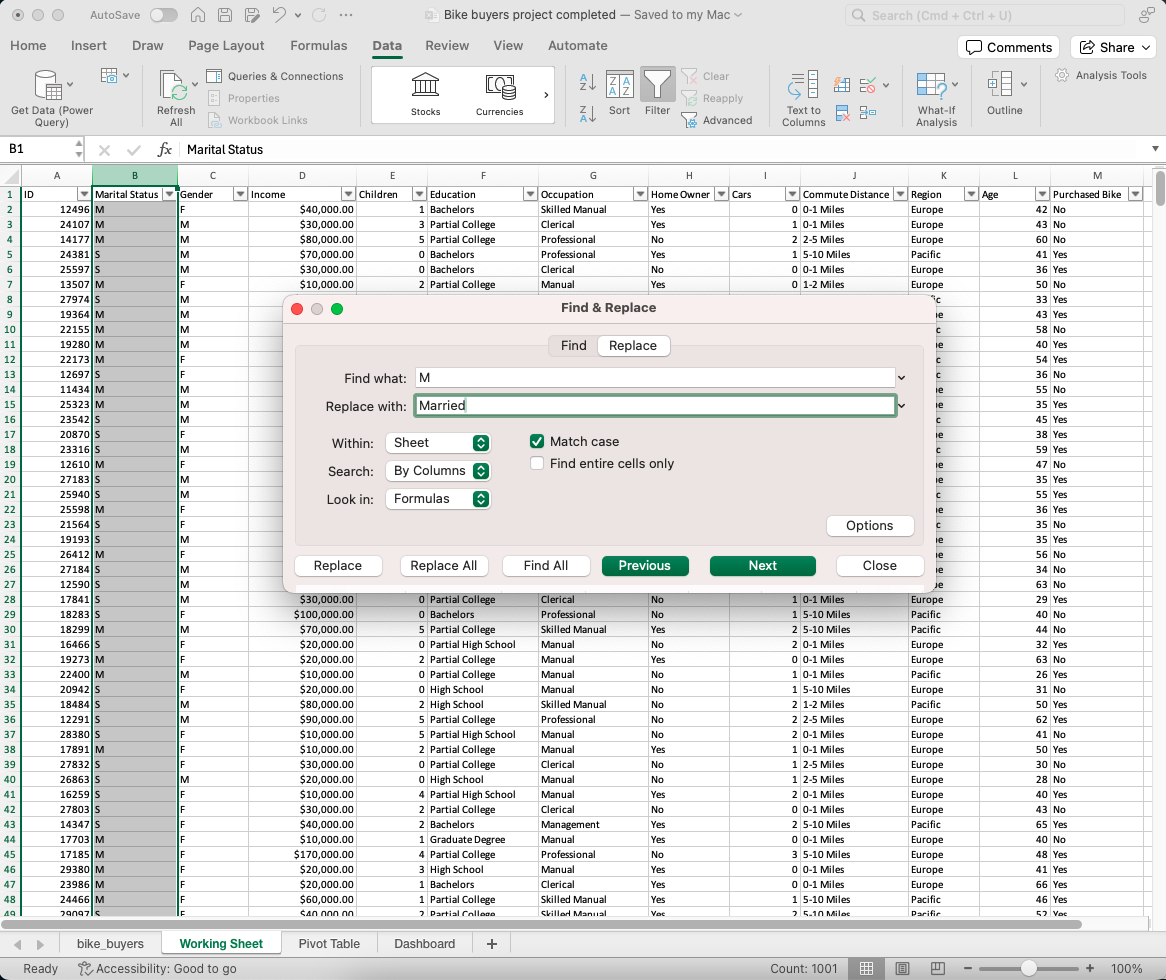 AutoSave Bike buyers project completed — Saved to my Mac Search (Cmd + Ctrl + U)
Home Insert Draw Page Layout Formulas Data Review View Automate Comments Share
Get Data (Power Query) Refresh All Queries & Connections Properties Workbook Links Stocks Currencies Sort Filter Clear Reapply Advanced Text to Columns What-If Analysis Outline Analysis Tools
B1 fx Marital Status
A B C D E F G H I J K L M
1 ID Marital Status Gender Income Children Education Occupation Home Owner Cars Commute Distance Region Age Purchased Bike
2 12496 M F $40,000.00 1 Bachelors Skilled Manual Yes 0 0-1 Miles Europe 42 No
3 24107 M M $30,000.00 3 Partial College Clerical Yes 1 0-1 Miles Europe 43 No
4 14177 M M $80,000.00 5 Partial College Professional No 2 2-5 Miles Europe 60 No
5 24381 S M $70,000.00 0 Bachelors Professional Yes 1 5-10 Miles Pacific 41 Yes
6 25597 S M $30,000.00 0 Bachelors Clerical No 0 0-1 Miles Europe 36 Yes
7 13507 M F $10,000.00 2 Partial College Manual Yes 0 1-2 Miles Europe 50 No
8 27974 S M 33 Yes
9 19364 M M 43 Yes
10 22155 M M 58 No
11 19280 M M 40 Yes
12 22173 M F 54 Yes
13 12697 S F 36 No
11434 M M 55 No
14
15 25323 M M 35 Yes
16 23542 S M 45 Yes
17 20870 S F 38 Yes
18 23316 S M 59 Yes
19 12610 M F 47 No
20 27183 S M 35 Yes
21 25940 S M 55 Yes
22 25598 M F 36 Yes
23 21564 S F 35 No
24 19193 S M 35 Yes
25 26412 M F 56 No
26 27184 S M 34 No
27 12590 S M 63 No
Find & Replace
Find Replace
Find what: M
Replace with: Married
Within: Sheet Match case
Search: By Columns Find entire cells only
Look in: Formulas
Options
Replace Replace All Find All Previous Next Close
28 17841 S M $30,000.00 0 Partial College Clerical No 1 0-1 Miles Europe 29 Yes
29 18283 S F $100,000.00 0 Bachelors Professional No 1 5-10 Miles Pacific 40 No
30 18299 M M $70,000.00 5 Partial College Skilled Manual Yes 2 5-10 Miles Pacific 44 No
31 16466 S F $20,000.00 0 Partial High School Manual No 2 0-1 Miles Europe 32 Yes
32 19273 M F $20,000.00 2 Partial College Manual Yes 0 0-1 Miles Europe 63 No
33 22400 M M $10,000.00 0 Partial College Manual No 1 0-1 Miles Pacific 26 Yes
34 20942 S F $20,000.00 0 High School Manual No 1 5-10 Miles Europe 31 No
35 18484 S M $80,000.00 2 High School Skilled Manual No 2 1-2 Miles Pacific 50 Yes
36 12291 S M $90,000.00 5 Partial College Professional No 2 2-5 Miles Europe 62 Yes
37 28380 S F $10,000.00 5 Partial High School Manual No 2 0-1 Miles Europe 41 No
38 17891 M F $10,000.00 2 Partial College Manual Yes 1 0-1 Miles Europe 50 Yes
39 27832 S F $30,000.00 0 Partial College Clerical No 1 2-5 Miles Europe 30 No
40 26863 S M $20,000.00 0 High School Manual No 1 2-5 Miles Europe 28 No
41 16259 S F $10,000.00 4 Partial High School Manual Yes 2 0-1 Miles Europe 40 Yes
42 27803 S F $30,000.00 2 Partial College Clerical No 0 0-1 Miles Europe 43 No
43 14347 S F $40,000.00 2 Bachelors Management Yes 2 5-10 Miles Pacific 65 Yes
44 17703 M F $10,000.00 1 Graduate Degree Manual Yes 0 0-1 Miles Europe 40 No
45 17185 M F $170,000.00 4 Partial College Professional No 3 5-10 Miles Europe 48 Yes
46 29380 M F $20,000.00 3 High School Manual Yes 0 0-1 Miles Europe 41 Yes
47 23986 M F $20,000.00 1 Bachelors Clerical Yes 0 0-1 Miles Europe 66 Yes
48 24466 M F $60,000.00 1 Partial College Skilled Manual Yes 1 5-10 Miles Pacific 46 Yes
49 29097 S F $40,000.00 2 Partial College Skilled Manual Yes 2 5-10 Miles Pacific 52 Yes
bike_buyers Working Sheet Pivot Table Dashboard +
Ready Accessibility: Good to go Count: 1001 100%